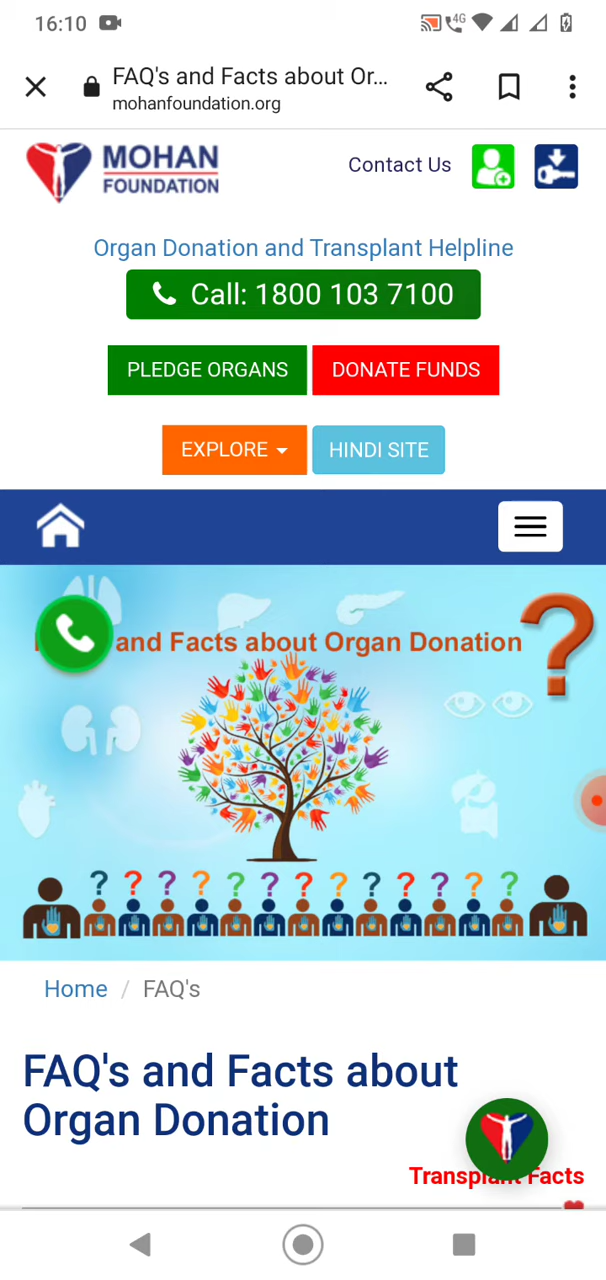 16:10
4G
FAQ's and Facts about Or...
mohanfoundation.org
MOHAN
FOUNDATION
Contact Us
Organ Donation and Transplant Helpline
Call: 1800 103 7100
PLEDGE ORGANS
DONATE FUNDS
EXPLORE
HINDI SITE
and Facts about Organ Donation
?
? ? ? ? ? ? ? ? ? ? ? ? ?
Home / FAQ's
FAQ's and Facts about
Organ Donation
Transplant Facts